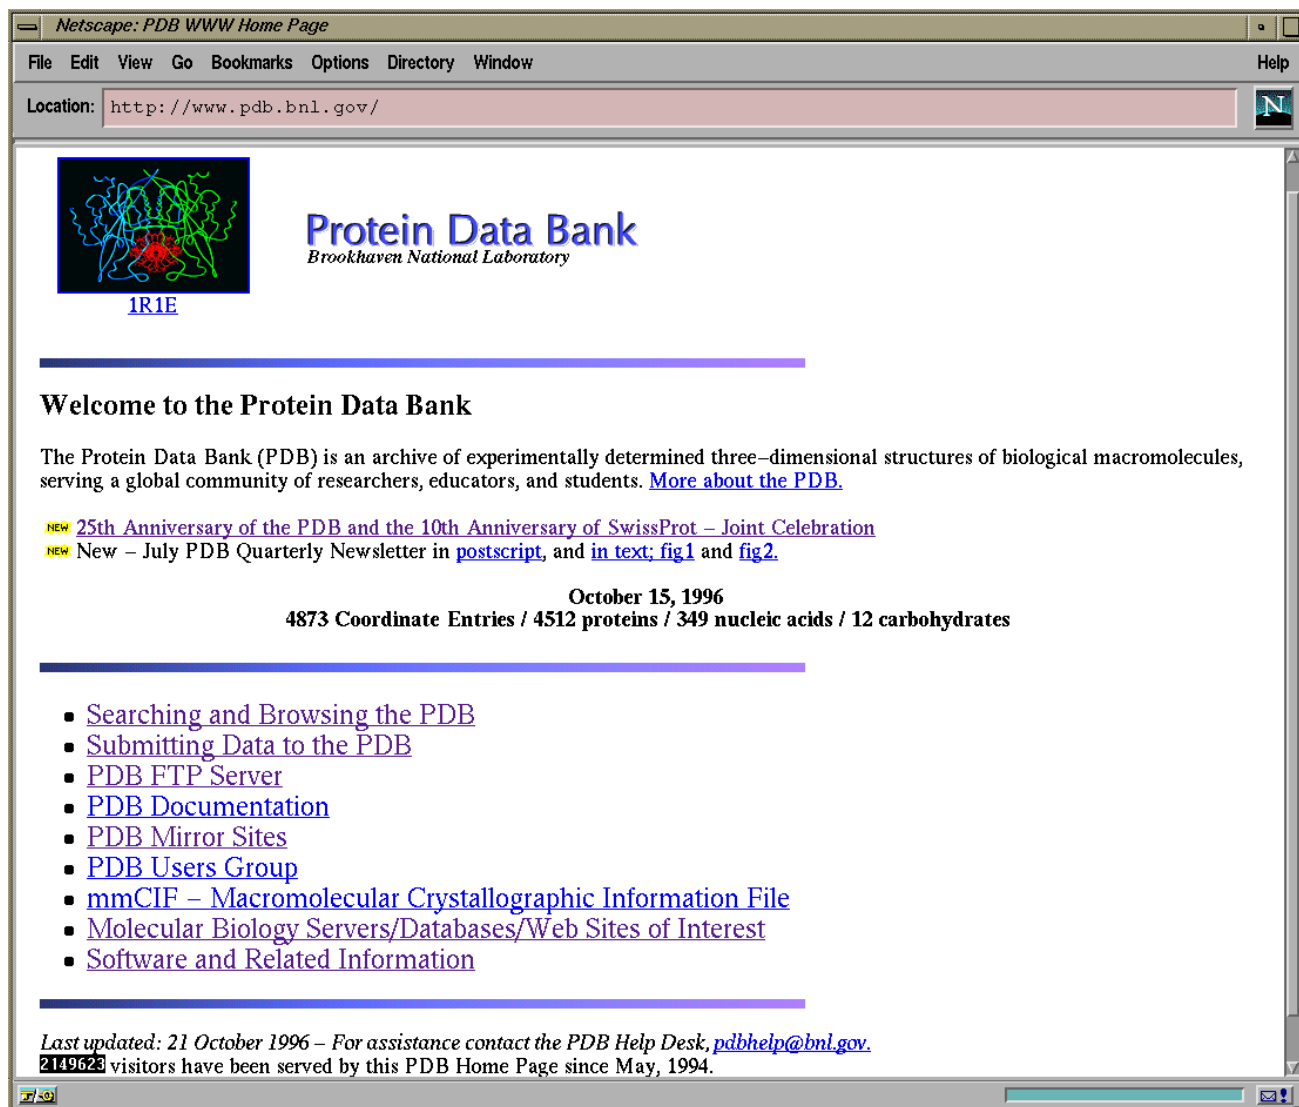 Netscape: PDB WWW Home Page
File Edit View Go Bookmarks Options Directory Window Help
Location: http://www.pdb.bnl.gov/
N
Protein Data Bank
Brookhaven National Laboratory
1R1E
Welcome to the Protein Data Bank
The Protein Data Bank (PDB) is an archive of experimentally determined three–dimensional structures of biological macromolecules,
serving a global community of researchers, educators, and students. More about the PDB.
NEW 25th Anniversary of the PDB and the 10th Anniversary of SwissProt – Joint Celebration
NEW New – July PDB Quarterly Newsletter in postscript, and in text; fig1 and fig2.
October 15, 1996
4873 Coordinate Entries / 4512 proteins / 349 nucleic acids / 12 carbohydrates
Searching and Browsing the PDB
Submitting Data to the PDB
PDB FTP Server
PDB Documentation
PDB Mirror Sites
PDB Users Group
mmCIF – Macromolecular Crystallographic Information File
Molecular Biology Servers/Databases/Web Sites of Interest
Software and Related Information
Last updated: 21 October 1996 – For assistance contact the PDB Help Desk, pdbhelp@bnl.gov.
2149623 visitors have been served by this PDB Home Page since May, 1994.